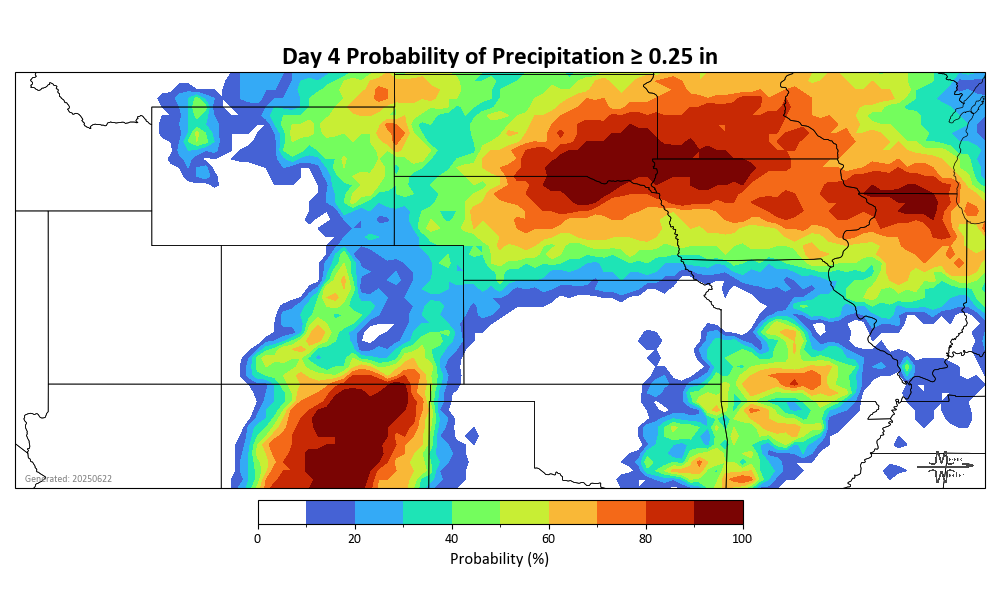 Day 4 Probability of Precipitation ≥ 0.25 in
Generated: 20250622
0 20 40 60 80 100
Probability (%)